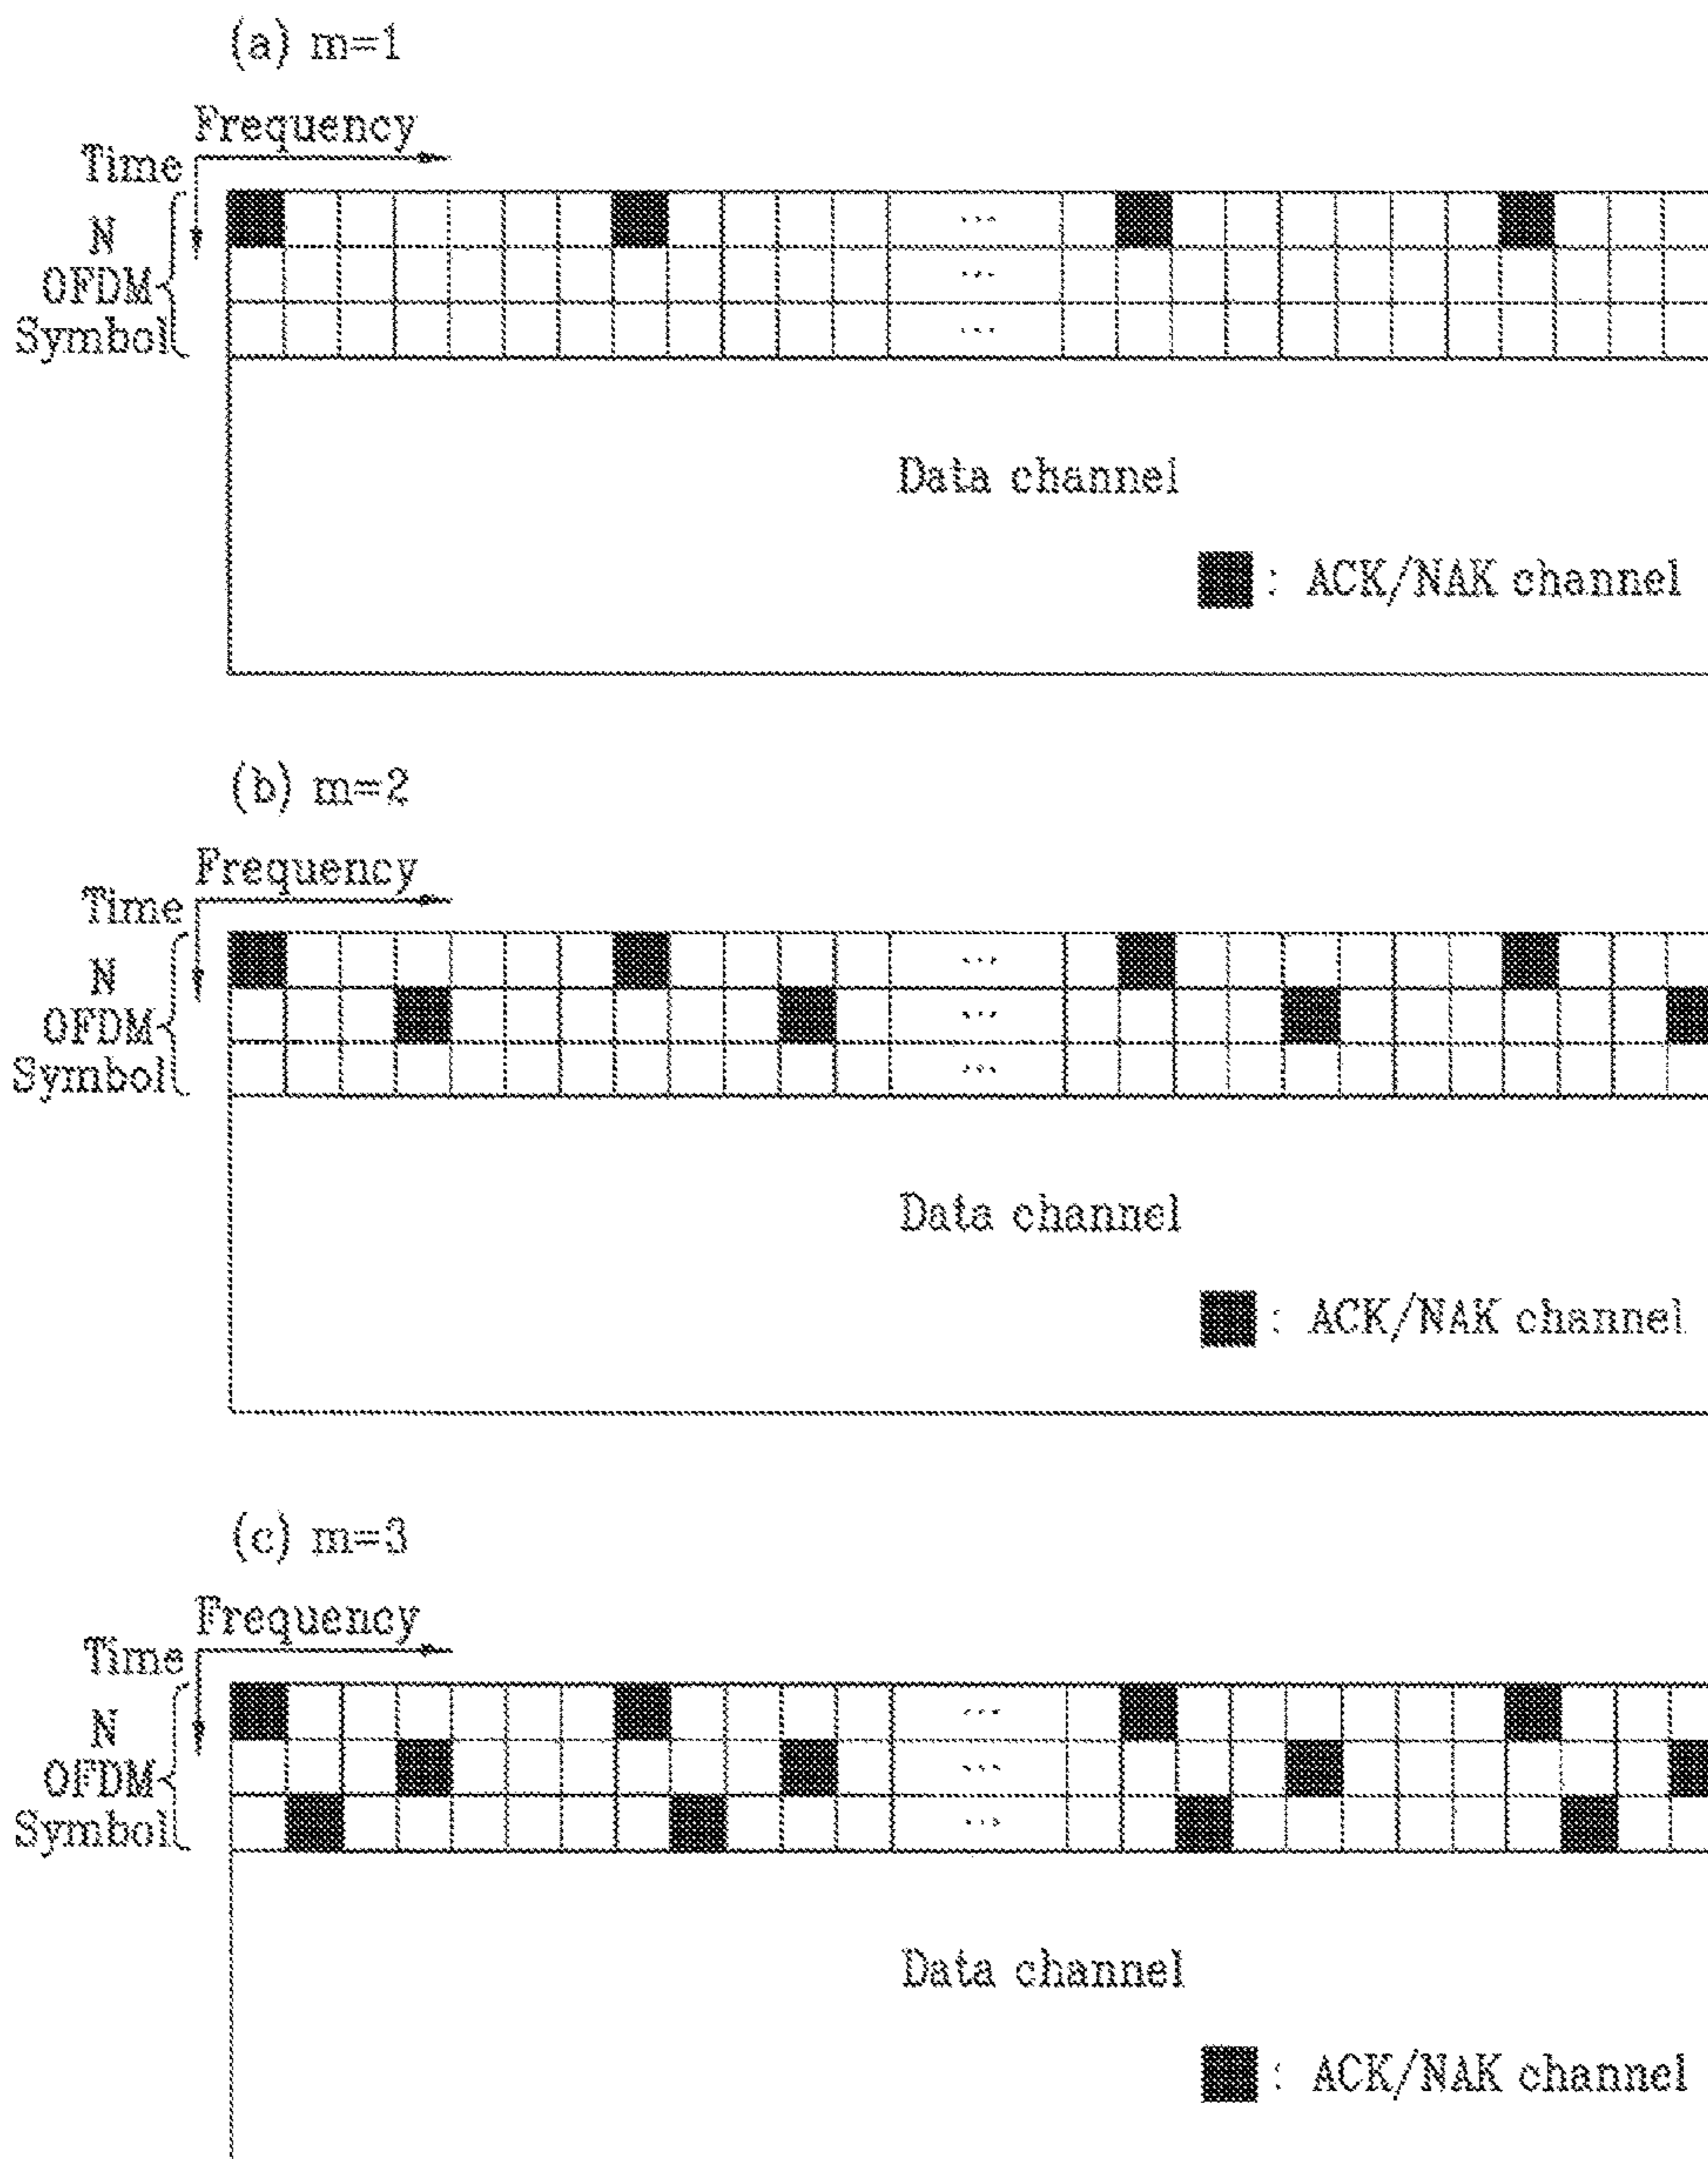 (a) m=1
Frequency
Time
N
OFDM
Symbol
...
...
...
Data channel
: ACK/NAK channel
(b) m=2
Frequency
Time
N
OFDM
Symbol
...
...
...
Data channel
: ACK/NAK channel
(c) m=3
Frequency
Time
N
OFDM
Symbol
...
...
...
Data channel
: ACK/NAK channel